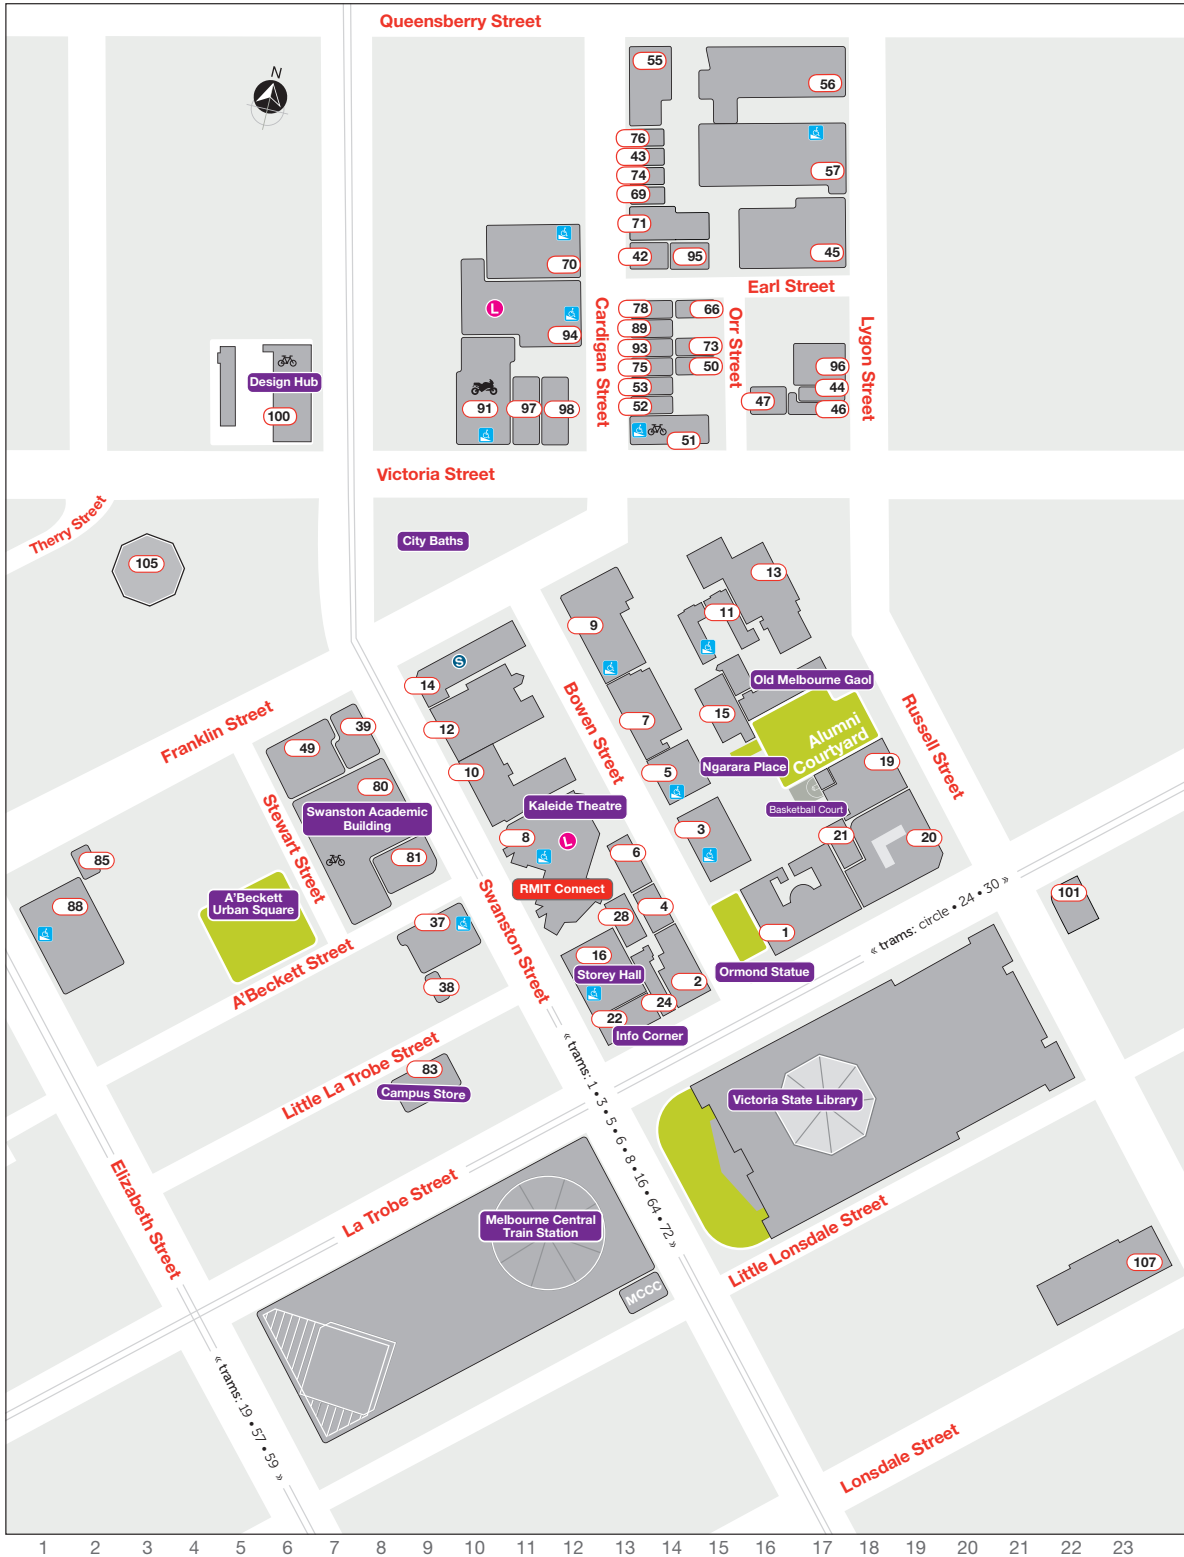 Queensberry Street
N
55
56
76
43
74
69
57
71
42
95
45
70
Earl Street
94
78
66
89
93
73
75
50
53
52
51
Cardigan Street
Orr Street
Lygon Street
L
Design Hub
100
91
97
98
47
96
44
46
Victoria Street
Therry Street
105
City Baths
13
11
9
S
14
12
10
Bowen Street
7
15
5
Old Melbourne Gaol
Alumni
Courtyard
Ngarara Place
19
Russell Street
Franklin Street
39
49
80
Stewart Street
Swanston Academic
Building
81
Kaleide Theatre
Basketball Court
8
L
6
3
21
20
85
88
A'Beckett
Urban Square
RMIT Connect
37
Swanston Street
28
4
1
101
« trams: circle • 24 • 30 »
A'Beckett Street
38
16
Storey Hall
2
24
22
Info Corner
Ormond Statue
Little La Trobe Street
83
Campus Store
« trams: 1 • 3 • 5 • 6 • 8 • 16 • 64 • 72 »
Victoria State Library
Elizabeth Street
La Trobe Street
Melbourne Central
Train Station
MCCC
Little Lonsdale Street
107
« trams: 19 • 57 • 59 »
Lonsdale Street
1 2 3 4 5 6 7 8 9 10 11 12 13 14 15 16 17 18 19 20 21 22 23